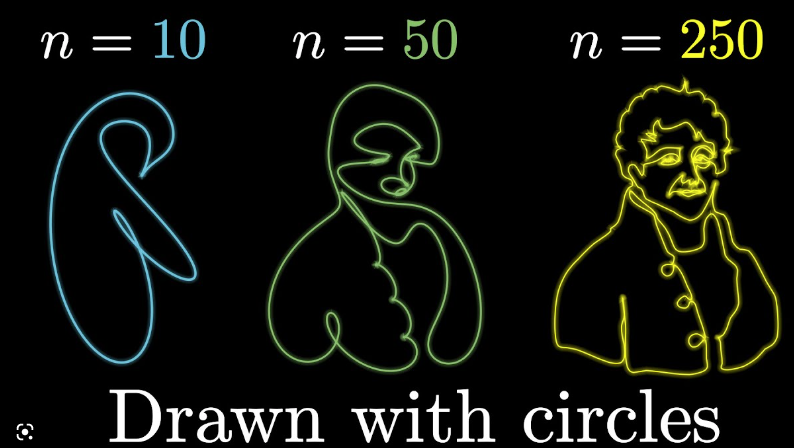 n = 10 n = 50 n = 250
Drawn with circles